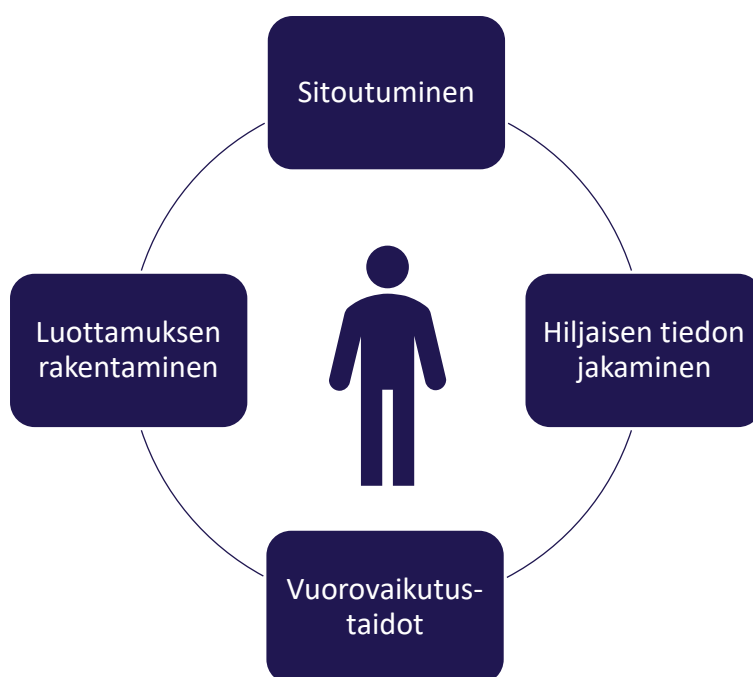 Sitoutuminen
Luottamuksen
rakentaminen
Hiljaisen tiedon
jakaminen
Vuorovaikutus-
taidot